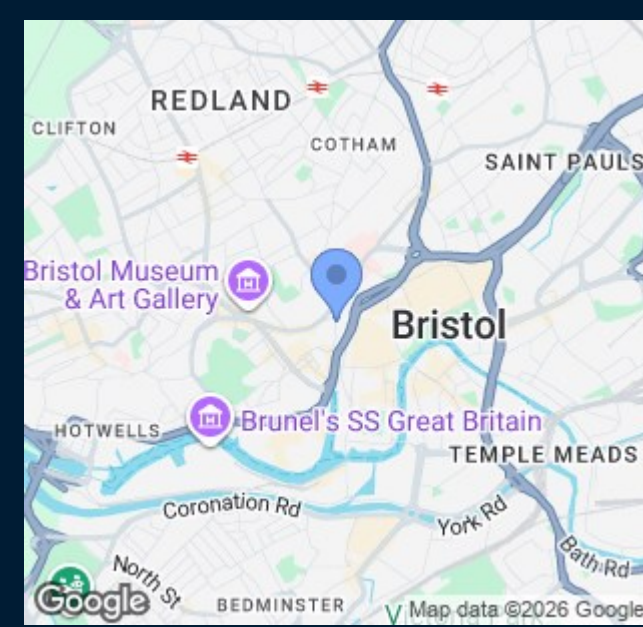 REDLAND
CLIFTON
COTHAM
SAINT PAULS
Bristol Museum
& Art Gallery
Bristol
Brunel's SS Great Britain
HOTWELLS
TEMPLE MEADS
Coronation Rd
York Rd
Bath Rd
North St
Google
BEDMINSTER
Map data ©2026 Google